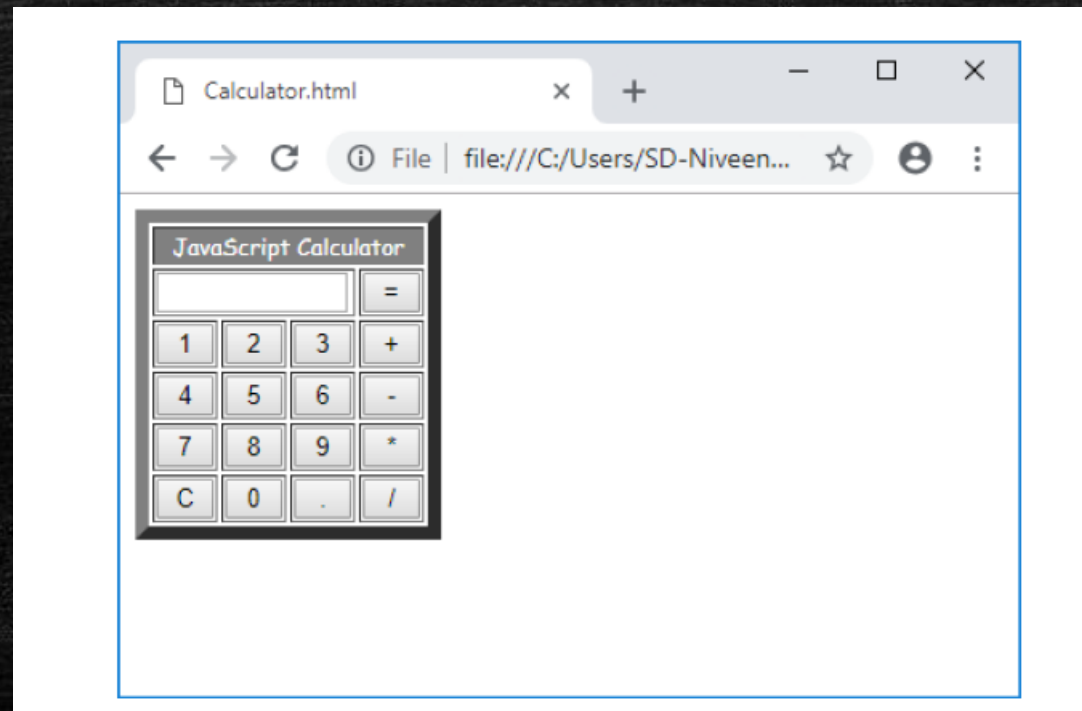 Calculator.html
File file:///C:/Users/SD-Niveen...
JavaScript Calculator
=
1 2 3 +
4 5 6 -
7 8 9 *
C 0 . /